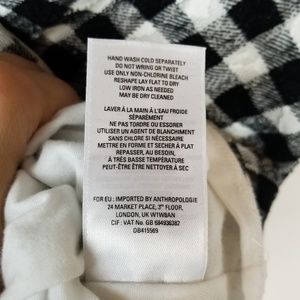 HAND WASH COLD SEPARATELY
DO NOT WRING OR TWIST
USE ONLY NON-CHLORINE BLEACH
RESHAPE LAY FLAT TO DRY
LOW IRON AS NEEDED
MAY BE DRY CLEANED
LAVER À LA MAIN À L'EAU FROIDE
SÉPARÉMENT
NE PAS TORDRE OU ESSORER
UTILISER UN AGENT DE BLANCHIMENT
SANS CHLORE SI NÉCESSAIRE
METTRE EN FORME ET SECHER À PLAT
REPASSER, AU BESOIN,
À TRÈS BASSE TEMPÉRATURE
PEUT-ÊTRE NETTOYER À SEC
FOR EU : IMPORTED BY ANTHROPOLOGIE
24 MARKET PLACE, 3RD FLOOR,
LONDON, UK W1W8AN
CIF : VAT No. GB 684936382
OB415569